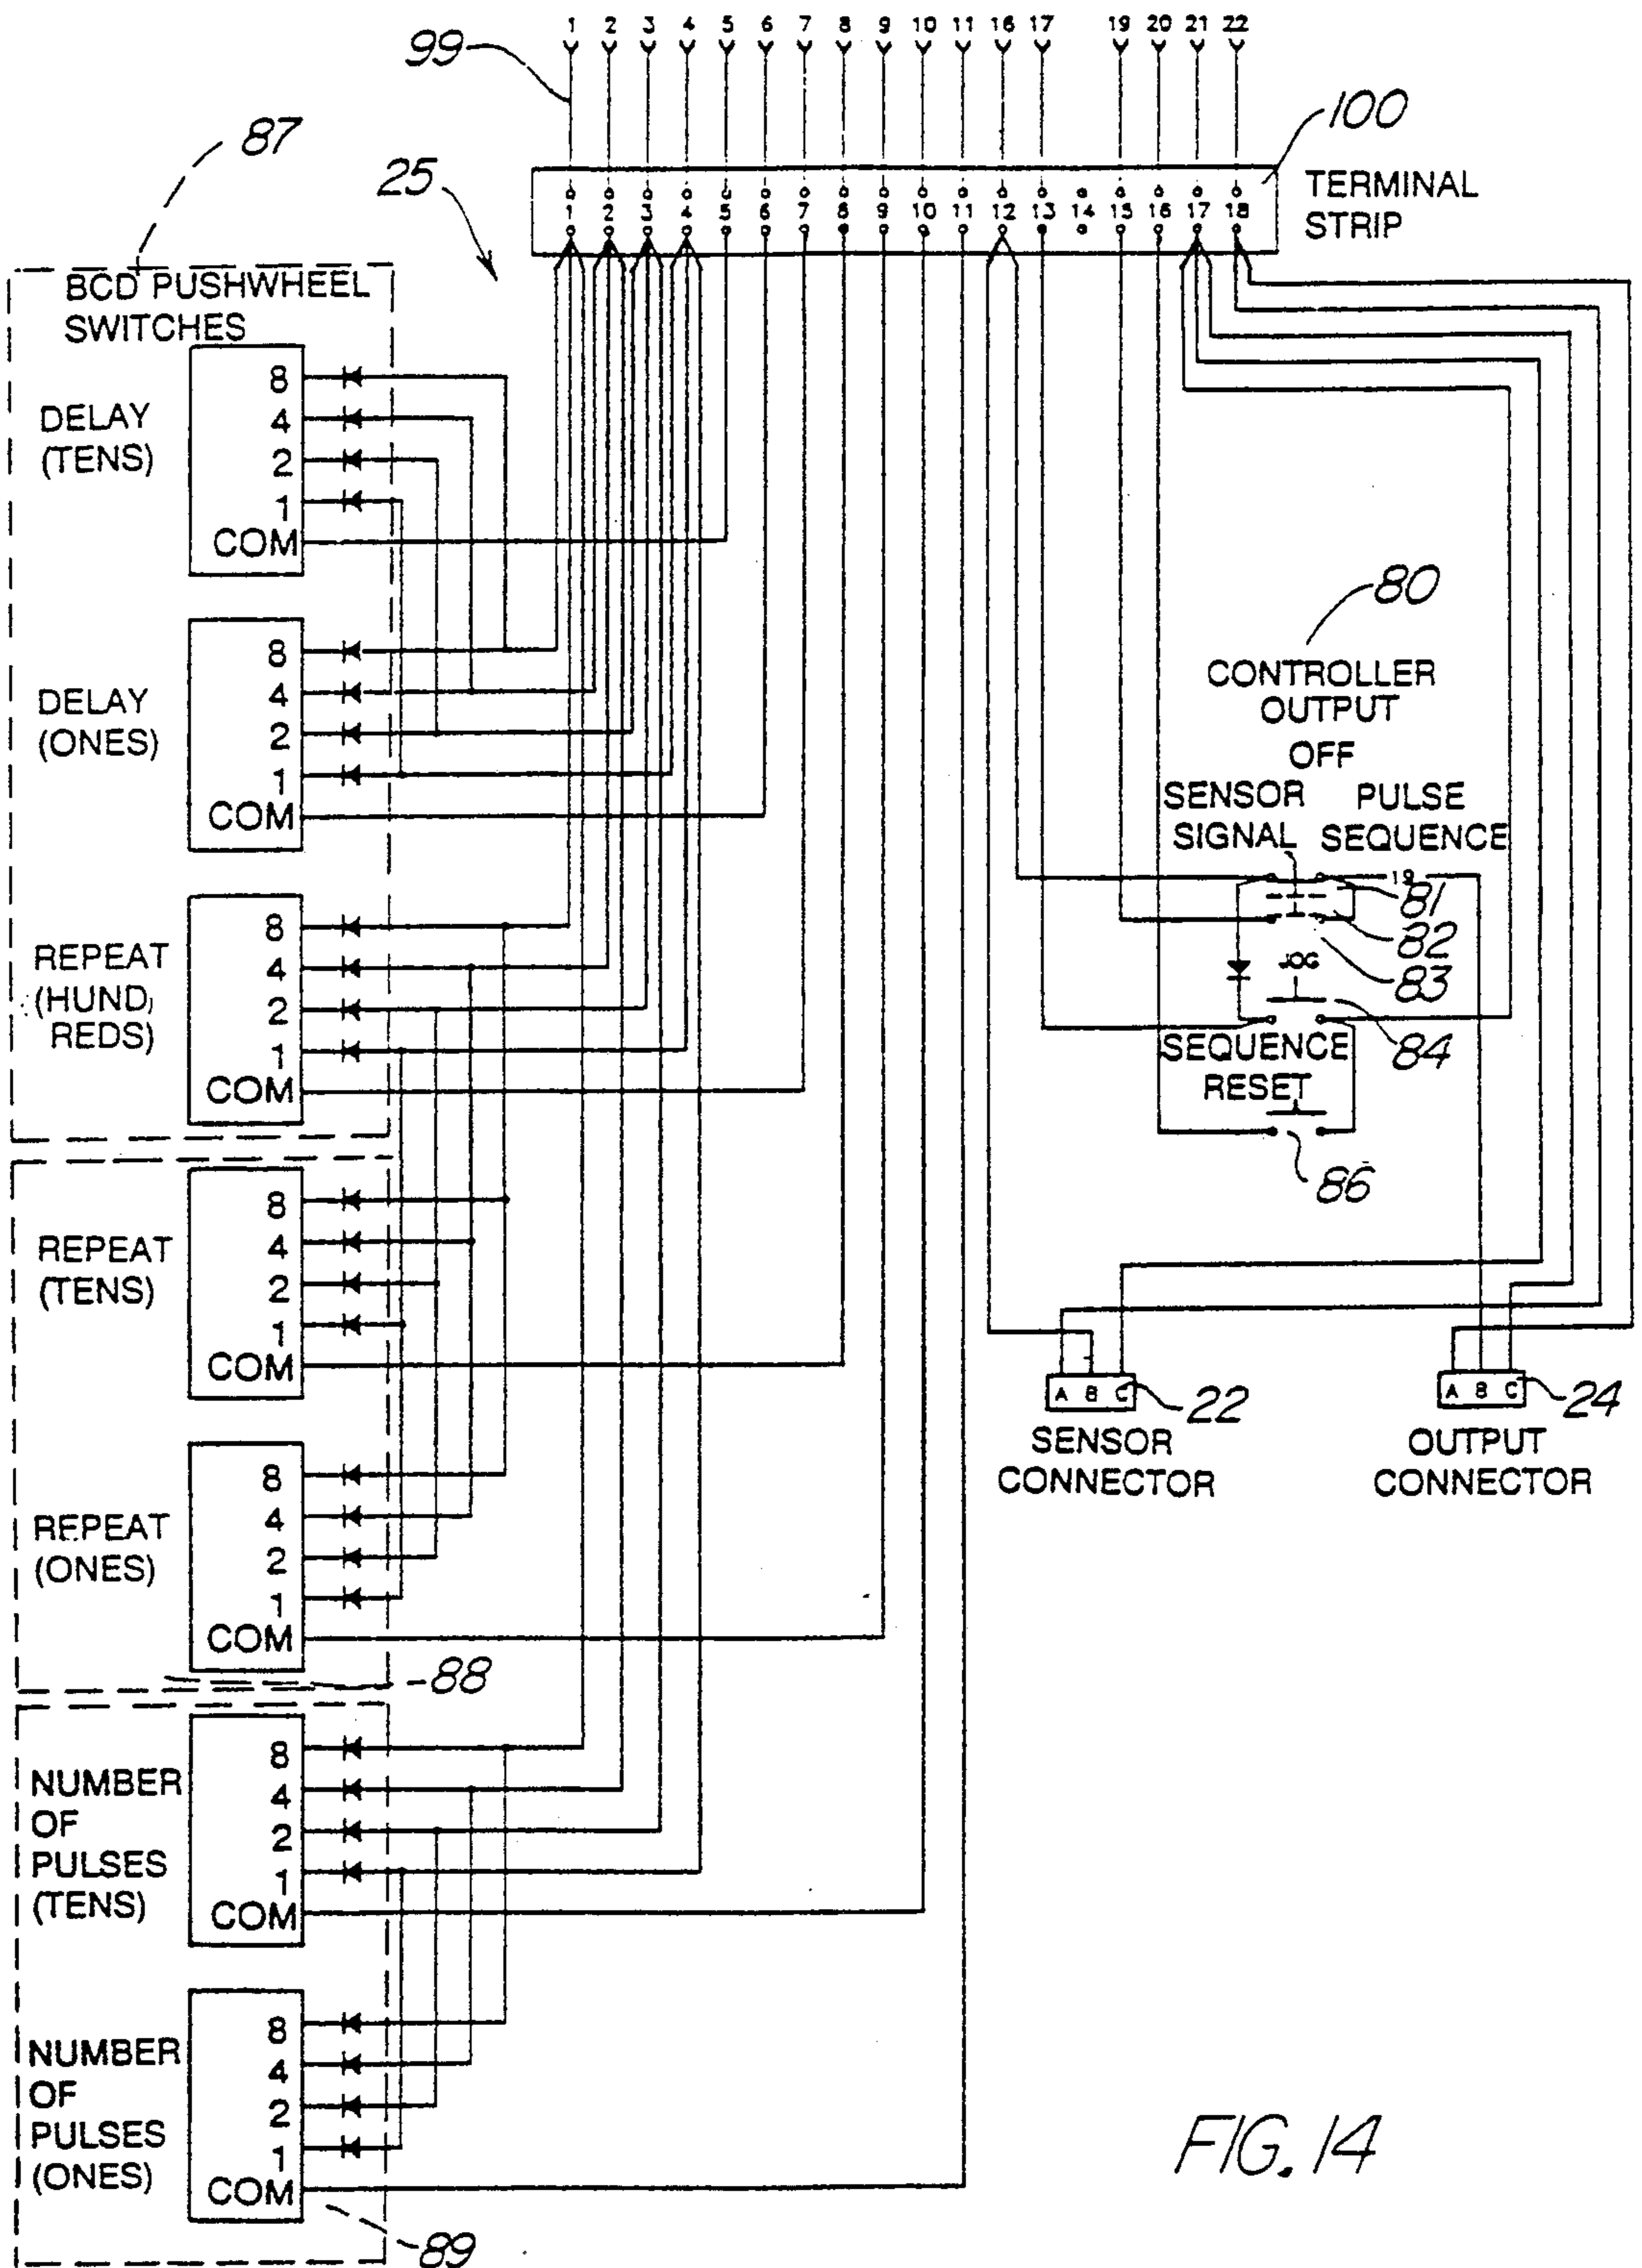 1 2 3 4 5 6 7 8 9 10 11 16 17 19 20 21 22
99
100
87
25
TERMINAL
STRIP
1 2 3 4 5 6 7 8 9 10 11 12 13 14 15 16 17 18
BCD PUSHWHEEL
SWITCHES
DELAY
(TENS)
8
4
2
1
COM
DELAY
(ONES)
8
4
2
1
COM
REPEAT
(HUND,
REDS)
8
4
2
1
COM
REPEAT
(TENS)
8
4
2
1
COM
REPEAT
(ONES)
8
4
2
1
COM
88
NUMBER
OF
PULSES
(TENS)
8
4
2
1
COM
NUMBER
OF
PULSES
(ONES)
8
4
2
1
COM
89
80
CONTROLLER
OUTPUT
OFF
SENSOR
SIGNAL
PULSE
SEQUENCE
19
81
82
83
JOG
84
SEQUENCE
RESET
86
A B C
22
SENSOR
CONNECTOR
A B C
24
OUTPUT
CONNECTOR
FIG. 14